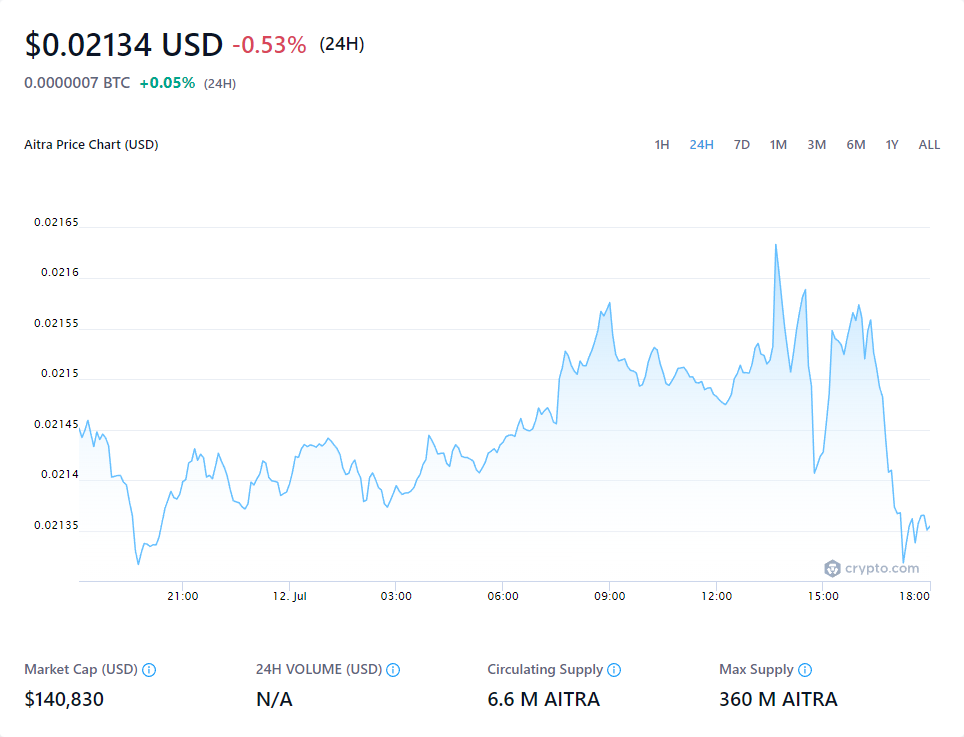 $0.02134 USD -0.53% (24H)
0.0000007 BTC +0.05% (24H)
Aitra Price Chart (USD)
1H 24H 7D 1M 3M 6M 1Y ALL
0.02165
0.0216
0.02155
0.0215
0.02145
0.0214
0.02135
crypto.com
21:00 12. Jul 03:00 06:00 09:00 12:00 15:00 18:00
Market Cap (USD) 24H VOLUME (USD) Circulating Supply Max Supply
$140,830 N/A 6.6 M AITRA 360 M AITRA